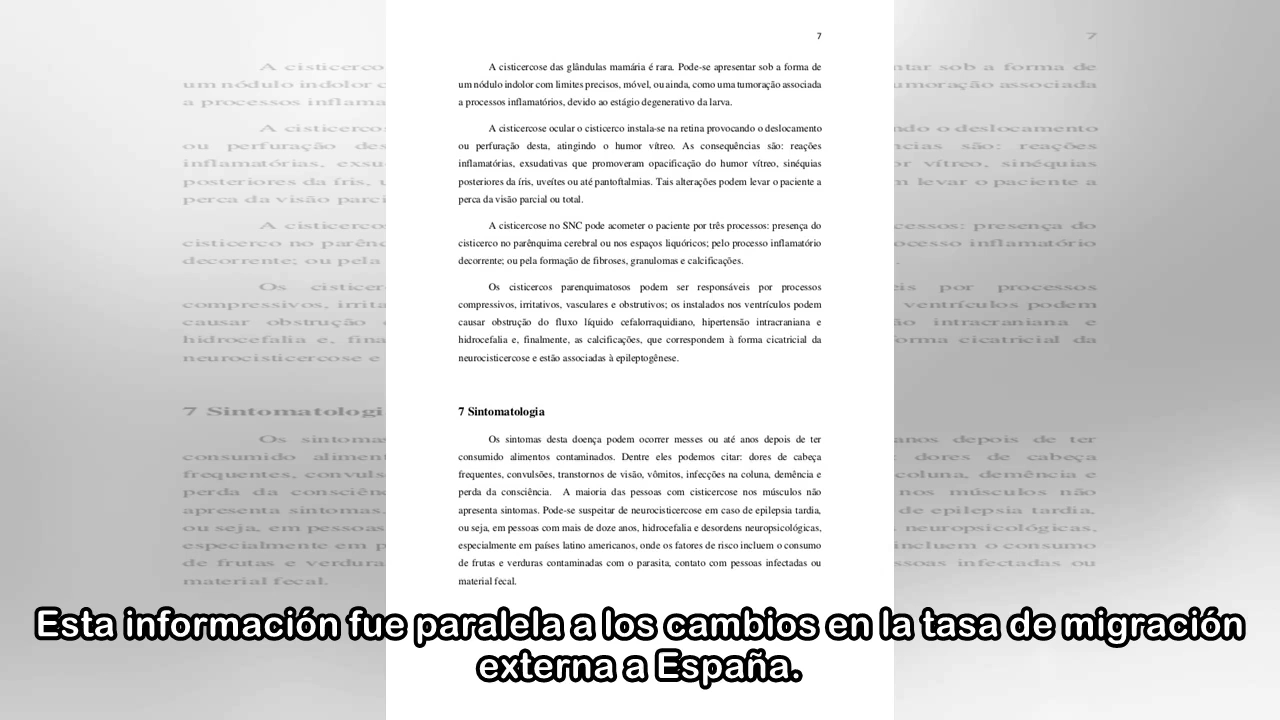 7
A cisticercose das glândulas mamária é rara. Pode-se apresentar sob a forma de
um nódulo indolor com limites precisos, móvel, ou ainda, como uma tumoração associada
a processos inflamatórios, devido ao estágio degenerativo da larva.
A cisticercose ocular o cisticerco instala-se na retina provocando o deslocamento
ou perfuração desta, atingindo o humor vítreo. As consequências são: reações
inflamatórias, exsudativas que promoveram opacificação do humor vítreo, sinéquias
posteriores da íris, uveítes ou até pantoftalmias. Tais alterações podem levar o paciente a
perca da visão parcial ou total.
A cisticercose no SNC pode acometer o paciente por três processos: presença do
cisticerco no parênquima cerebral ou nos espaços liquóricos; pelo processo inflamatório
decorrente; ou pela formação de fibroses, granulomas e calcificações.
Os cisticercos parenquimatosos podem ser responsáveis por processos
compressivos, irritativos, vasculares e obstrutivos; os instalados nos ventrículos podem
causar obstrução do fluxo líquido cefalorraquidiano, hipertensão intracraniana e
hidrocefalia e, finalmente, as calcificações, que correspondem à forma cicatricial da
neurocisticercose e estão associadas à epileptogênese.
7 Sintomatologia
Os sintomas desta doença podem ocorrer messes ou até anos depois de ter
consumido alimentos contaminados. Dentre eles podemos citar: dores de cabeça
frequentes, convulsões, transtornos de visão, vômitos, infecções na coluna, demência e
perda da consciência. A maioria das pessoas com cisticercose nos músculos não
apresenta sintomas. Pode-se suspeitar de neurocisticercose em caso de epilepsia tardia,
ou seja, em pessoas com mais de doze anos, hidrocefalia e desordens neuropsicológicas,
especialmente em países latino americanos, onde os fatores de risco incluem o consumo
de frutas e verduras contaminadas com o parasita, contato com pessoas infectadas ou
material fecal.
Esta información fue paralela a los cambios en la tasa de migración
externa a España.